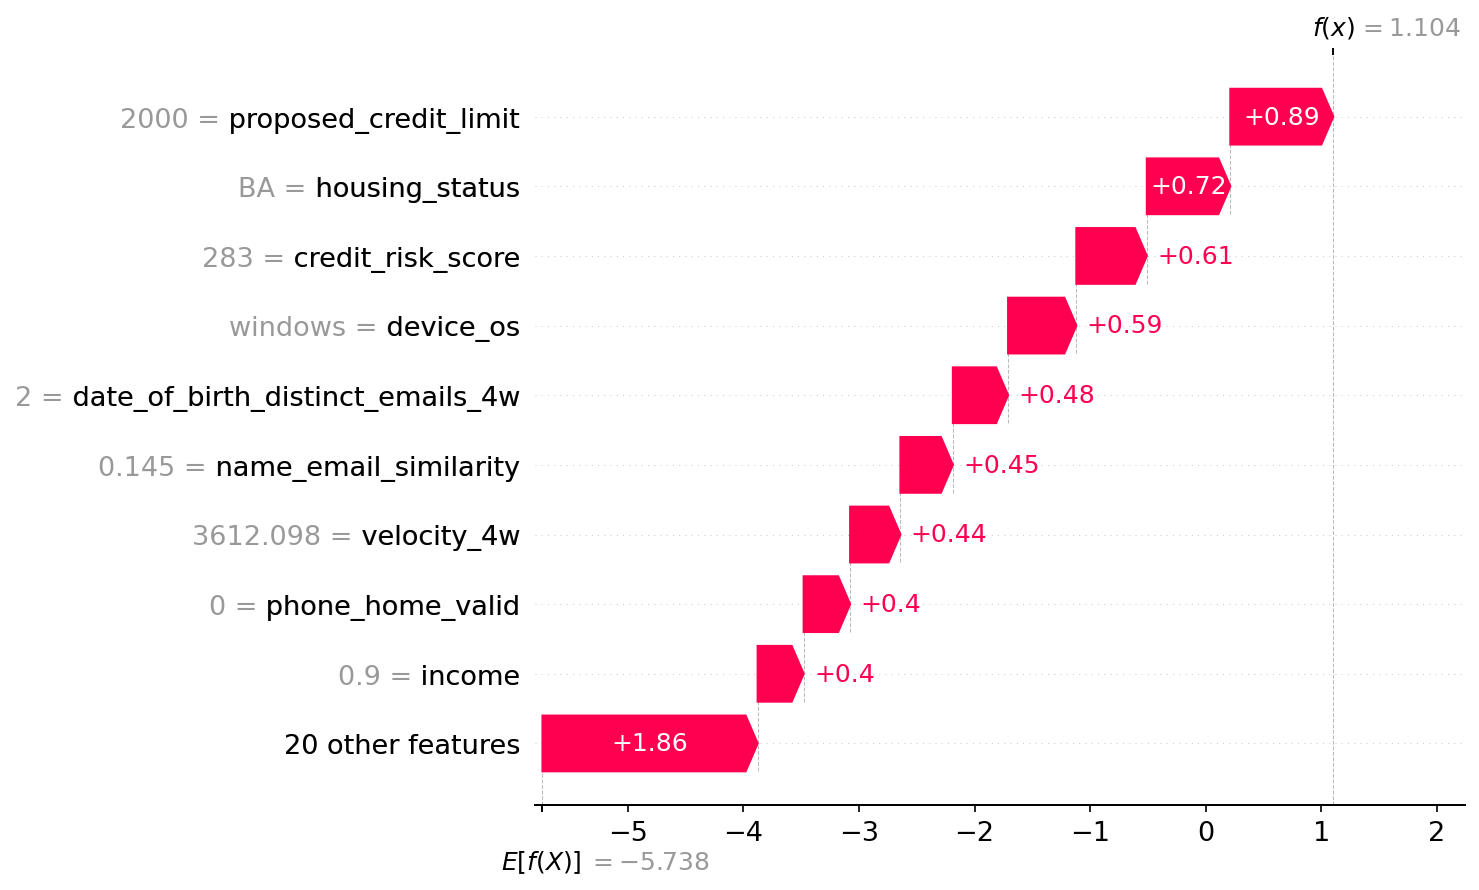 f(x) = 1.104
2000 = proposed_credit_limit +0.89
BA = housing_status +0.72
283 = credit_risk_score +0.61
windows = device_os +0.59
2 = date_of_birth_distinct_emails_4w +0.48
0.145 = name_email_similarity +0.45
3612.098 = velocity_4w +0.44
0 = phone_home_valid +0.4
0.9 = income +0.4
20 other features +1.86
−5 −4 −3 −2 −1 0 1 2
E[f(X)] = −5.738